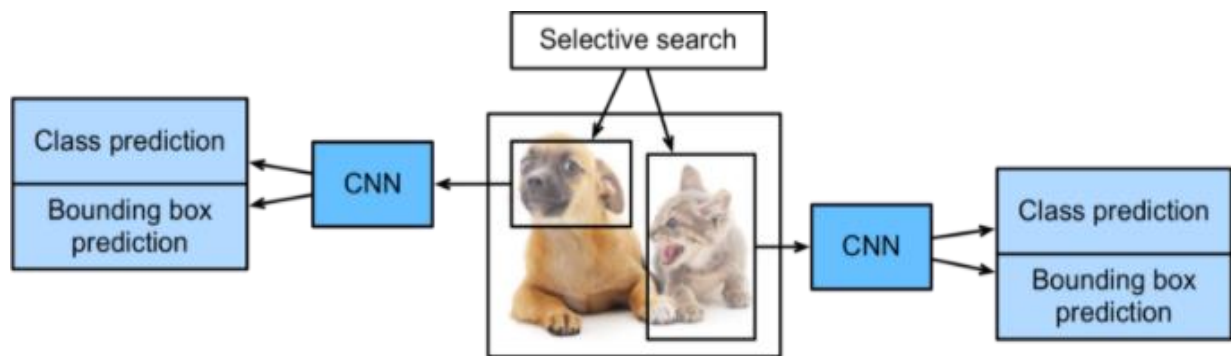 Selective search
Class prediction
Bounding box
prediction
CNN
CNN
Class prediction
Bounding box
prediction